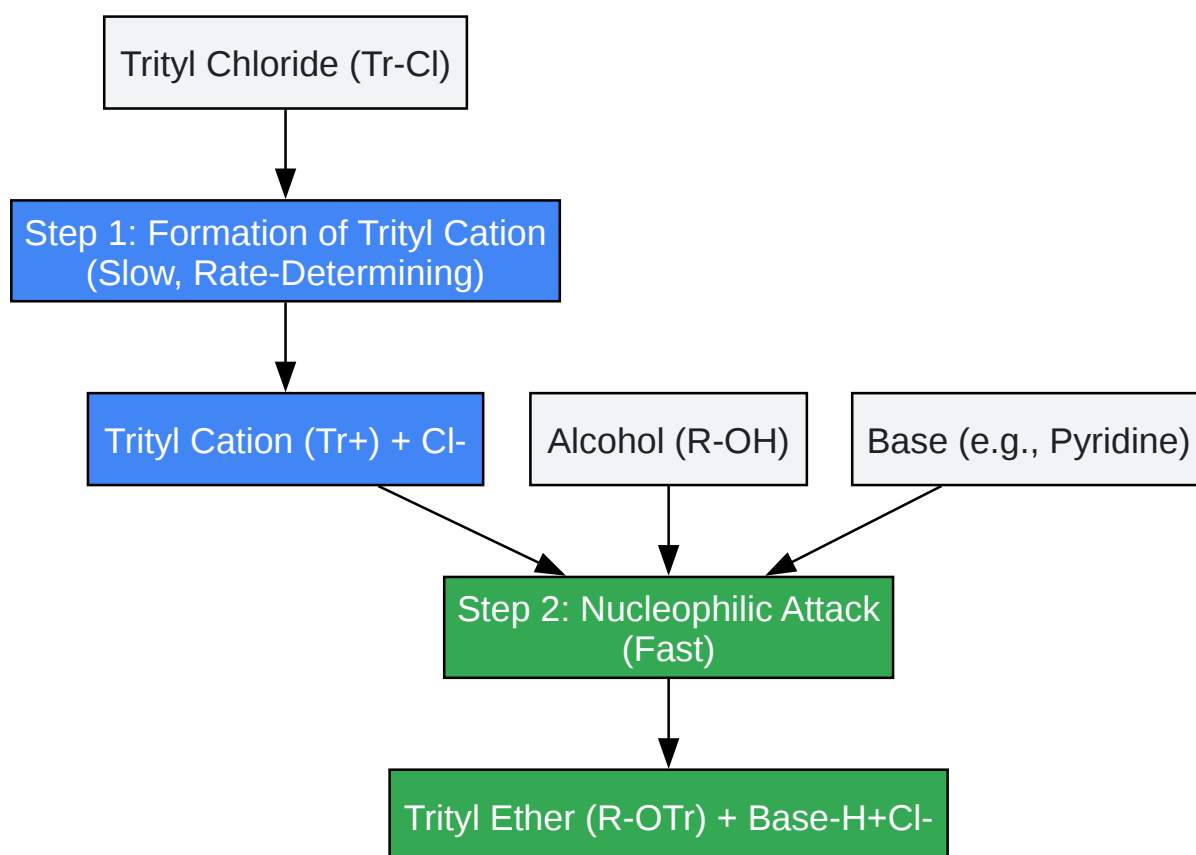 Trityl Chloride (Tr-Cl)
Step 1: Formation of Trityl Cation
(Slow, Rate-Determining)
Trityl Cation (Tr+) + Cl-
Alcohol (R-OH)
Base (e.g., Pyridine)
Step 2: Nucleophilic Attack
(Fast)
Trityl Ether (R-OTr) + Base-H+Cl-